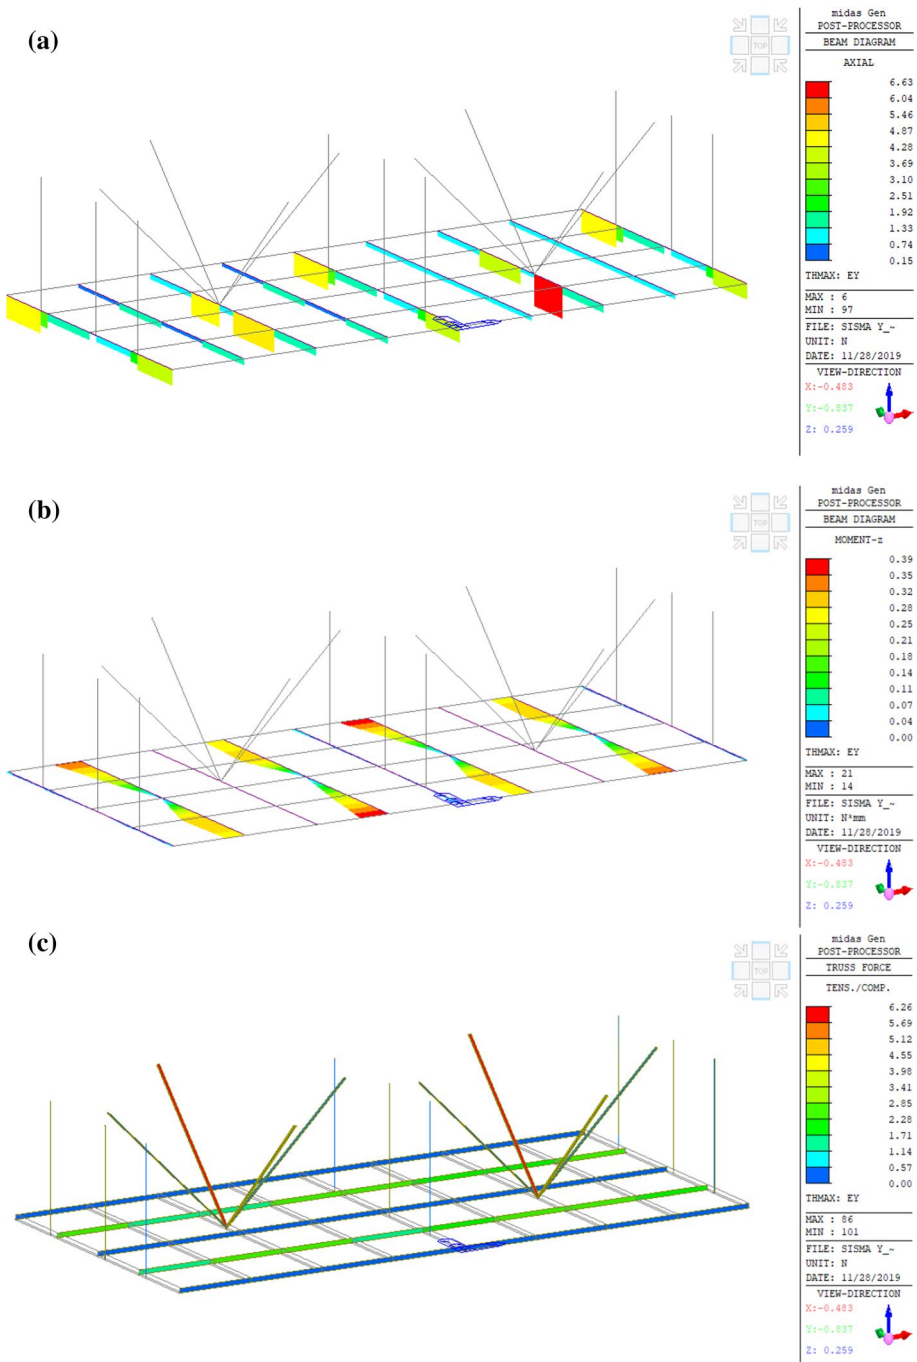 (a)
TOP
midas Gen
POST-PROCESSOR
BEAM DIAGRAM
AXIAL
6.63
6.04
5.46
4.87
4.28
3.69
3.10
2.51
1.92
1.33
0.74
0.15
THMAX: EY
MAX : 6
MIN : 97
FILE: SISMA Y_~
UNIT: N
DATE: 11/28/2019
VIEW-DIRECTION
X:-0.483
Y:-0.837
Z: 0.259
(b)
TOP
midas Gen
POST-PROCESSOR
BEAM DIAGRAM
MOMENT-z
0.39
0.35
0.32
0.28
0.25
0.21
0.18
0.14
0.11
0.07
0.04
0.00
THMAX: EY
MAX : 21
MIN : 14
FILE: SISMA Y_~
UNIT: N*mm
DATE: 11/28/2019
VIEW-DIRECTION
X:-0.483
Y:-0.837
Z: 0.259
(c)
TOP
midas Gen
POST-PROCESSOR
TRUSS FORCE
TENS./COMP.
6.26
5.69
5.12
4.55
3.98
3.41
2.85
2.28
1.71
1.14
0.57
0.00
THMAX: EY
MAX : 86
MIN : 101
FILE: SISMA Y_~
UNIT: N
DATE: 11/28/2019
VIEW-DIRECTION
X:-0.483
Y:-0.837
Z: 0.259